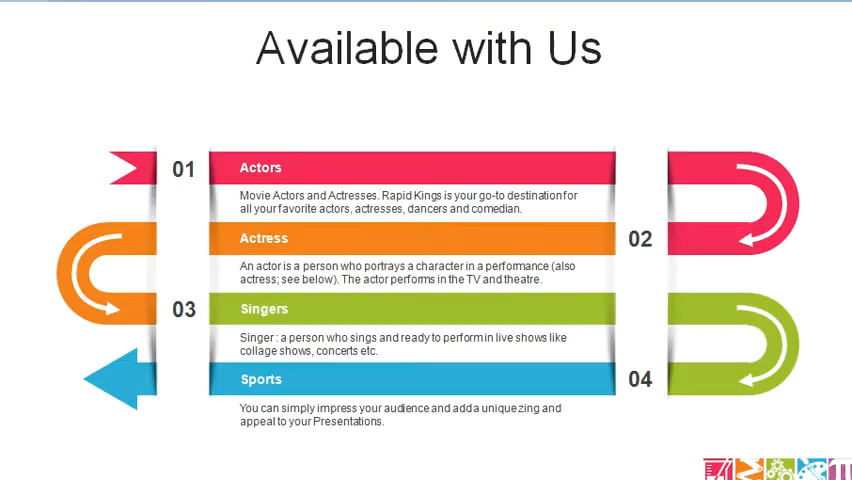 Available with Us
01
Actors
Movie Actors and Actresses. Rapid Kings is your go-to destination for
all your favorite actors, actresses, dancers and comedian.
Actress
02
An actor is a person who portrays a character in a performance (also
actress; see below). The actor performs in the TV and theatre.
03
Singers
Singer : a person who sings and ready to perform in live shows like
collage shows, concerts etc.
Sports
04
You can simply impress your audience and add a unique zing and
appeal to your Presentations.